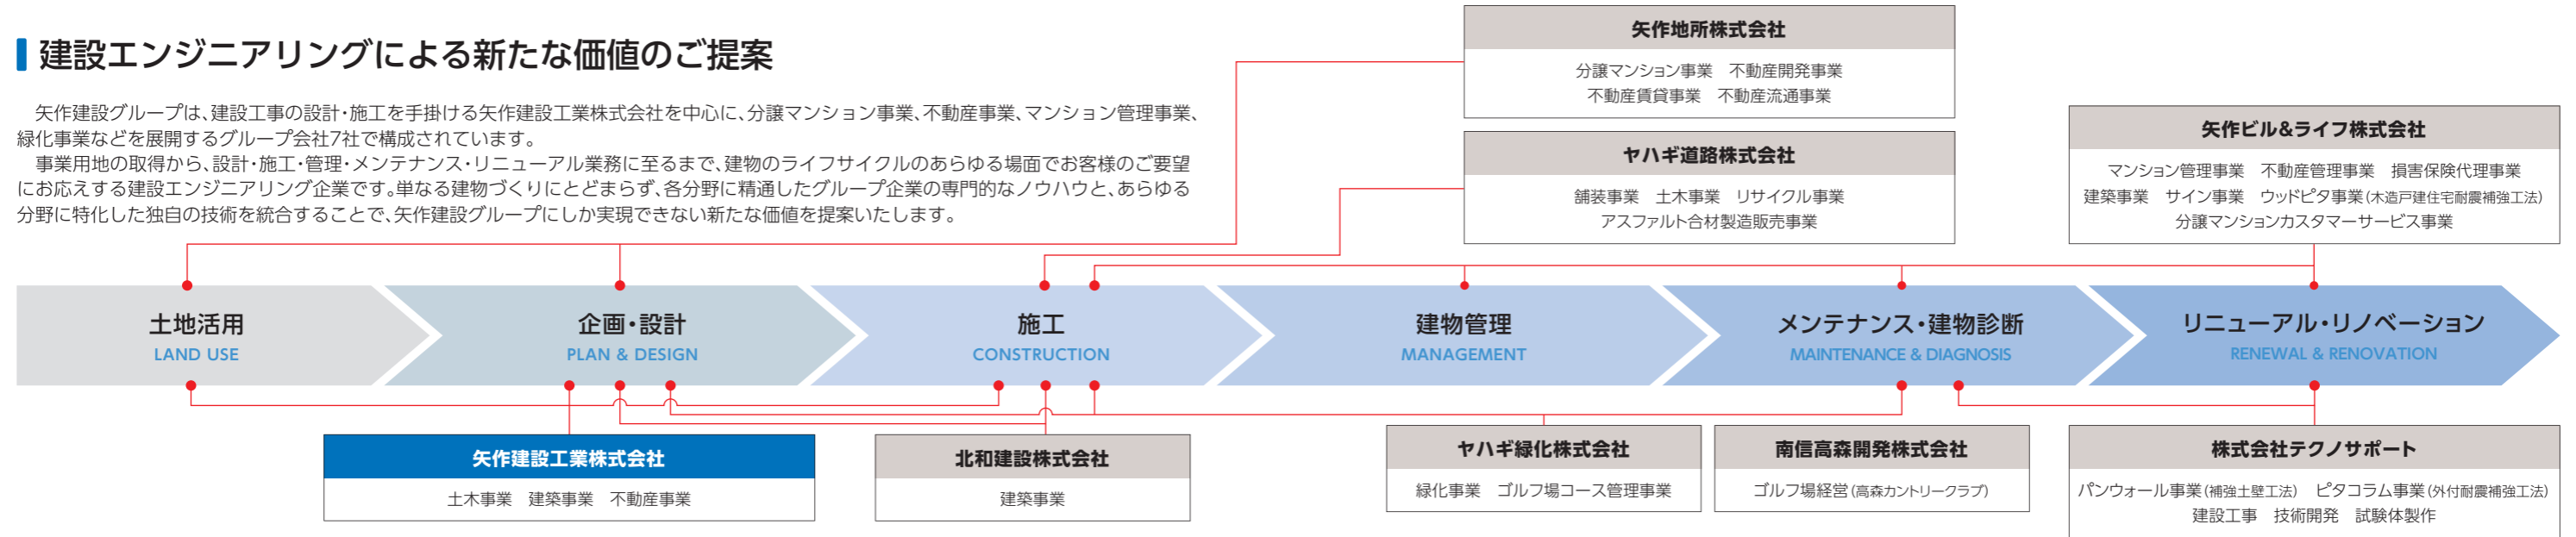 建設エンジニアリングによる新たな価値のご提案
矢作建設グループは、建設工事の設計・施工を手掛ける矢作建設工業株式会社を中心に、分譲マンション事業、不動産事業、マンション管理事業、
緑化事業などを展開するグループ会社7社で構成されています。
事業用地の取得から、設計・施工・管理・メンテナンス・リニューアル業務に至るまで、建物のライフサイクルのあらゆる場面でお客様のご要望
にお応えする建設エンジニアリング企業です。単なる建物づくりにとどまらず、各分野に精通したグループ企業の専門的なノウハウと、あらゆる
分野に特化した独自の技術を統合することで、矢作建設グループにしか実現できない新たな価値を提案いたします。
矢作地所株式会社
分譲マンション事業　不動産開発事業
不動産賃貸事業　不動産流通事業
ヤハギ道路株式会社
舗装事業　土木事業　リサイクル事業
アスファルト合材製造販売事業
矢作ビル&ライフ株式会社
マンション管理事業　不動産管理事業　損害保険代理事業
建築事業　サイン事業　ウッドピタ事業(木造戸建住宅耐震補強工法)
分譲マンションカスタマーサービス事業
土地活用
LAND USE
企画・設計
PLAN & DESIGN
施工
CONSTRUCTION
建物管理
MANAGEMENT
メンテナンス・建物診断
MAINTENANCE & DIAGNOSIS
リニューアル・リノベーション
RENEWAL & RENOVATION
矢作建設工業株式会社
土木事業　建築事業　不動産事業
北和建設株式会社
建築事業
ヤハギ緑化株式会社
緑化事業　ゴルフ場コース管理事業
南信高森開発株式会社
ゴルフ場経営(高森カントリークラブ)
株式会社テクノサポート
パンウォール事業(補強土壁工法)　ピタコラム事業(外付耐震補強工法)
建設工事　技術開発　試験体製作